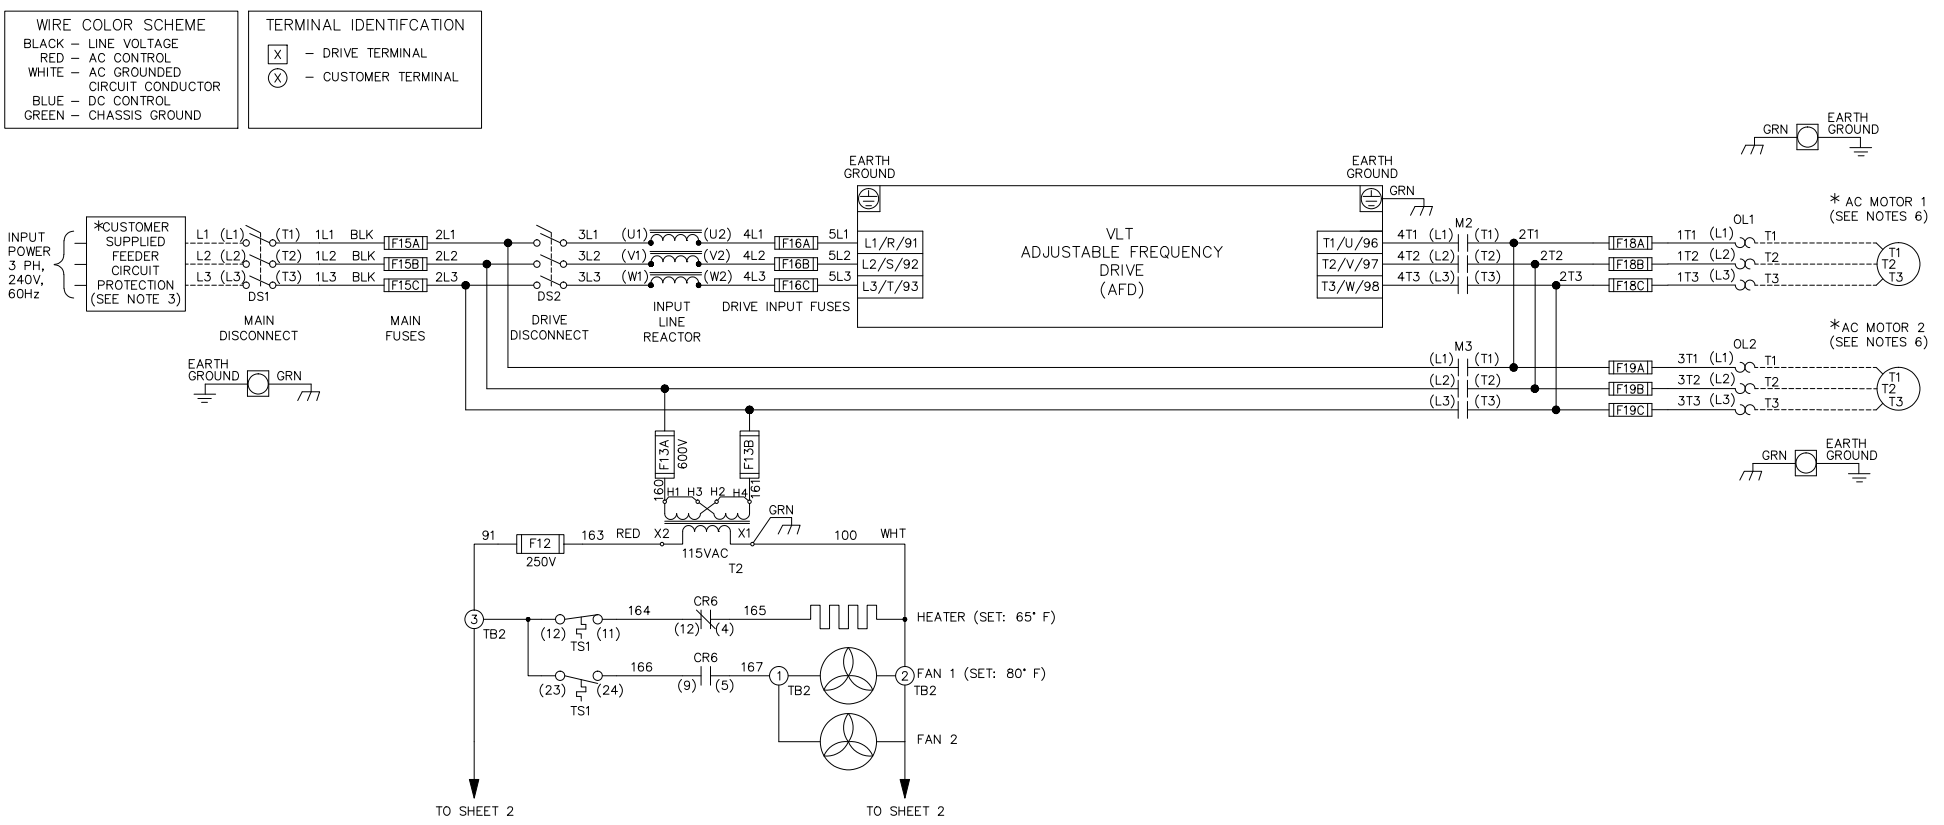 WIRE COLOR SCHEME
BLACK – LINE VOLTAGE
RED – AC CONTROL
WHITE – AC GROUNDED
CIRCUIT CONDUCTOR
BLUE – DC CONTROL
GREEN – CHASSIS GROUND
TERMINAL IDENTIFCATION
X – DRIVE TERMINAL
X – CUSTOMER TERMINAL
GRN
EARTH
GROUND
EARTH
GROUND
EARTH
GROUND
GRN
INPUT
POWER
3 PH,
240V,
60Hz
*CUSTOMER
SUPPLIED
FEEDER
CIRCUIT
PROTECTION
(SEE NOTE 3)
L1 (L1) (T1) 1L1 BLK F15A 2L1 3L1 (U1) (U2) 4L1 F16A 5L1 L1/R/91
L2 (L2) (T2) 1L2 BLK F15B 2L2 3L2 (V1) (V2) 4L2 F16B 5L2 L2/S/92
L3 (L3) (T3) 1L3 BLK F15C 2L3 3L3 (W1) (W2) 4L3 F16C 5L3 L3/T/93
DS1
DS2
MAIN
DISCONNECT
MAIN
FUSES
DRIVE
DISCONNECT
INPUT
LINE
REACTOR
DRIVE INPUT FUSES
VLT
ADJUSTABLE FREQUENCY
DRIVE
(AFD)
M2
OL1
T1/U/96 4T1 (L1) (T1) 2T1 F18A 1T1 (L1) T1
T2/V/97 4T2 (L2) (T2) 2T2 F18B 1T2 (L2) T2
T3/W/98 4T3 (L3) (T3) 2T3 F18C 1T3 (L3) T3
* AC MOTOR 1
(SEE NOTES 6)
T1
T2
T3
EARTH
GROUND
GRN
M3
OL2
(L1) (T1) F19A 3T1 (L1) T1
(L2) (T2) F19B 3T2 (L2) T2
(L3) (T3) F19C 3T3 (L3) T3
*AC MOTOR 2
(SEE NOTES 6)
T1
T2
T3
GRN
EARTH
GROUND
F13A
600V
F13B
160
H1 H3 H2 H4
161
GRN
91 F12 163 RED X2 X1 100 WHT
250V
115VAC
T2
3
TB2
(12) (11)
TS1
164
CR6
(12) (4)
165
HEATER (SET: 65° F)
(23) (24)
TS1
166
CR6
(9) (5)
167
1
TB2
2
TB2
FAN 1 (SET: 80° F)
FAN 2
TO SHEET 2
TO SHEET 2